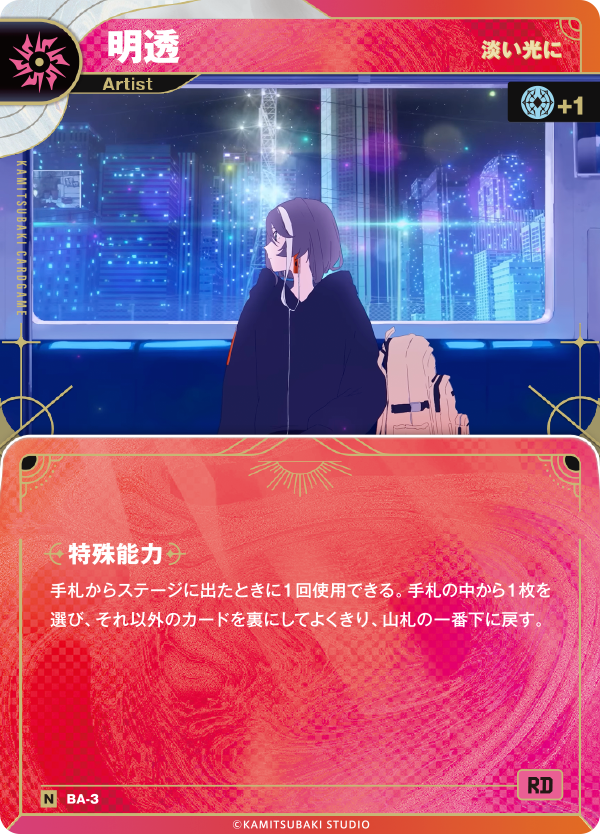 明透
淡い光に
Artist
+1
KAMITSUBAKI CARDGAME
特殊能力
手札からステージに出たときに1回使用できる。手札の中から1枚を
選び、それ以外のカードを裏にしてよくきり、山札の一番下に戻す。
RD
N BA-3
©KAMITSUBAKI STUDIO